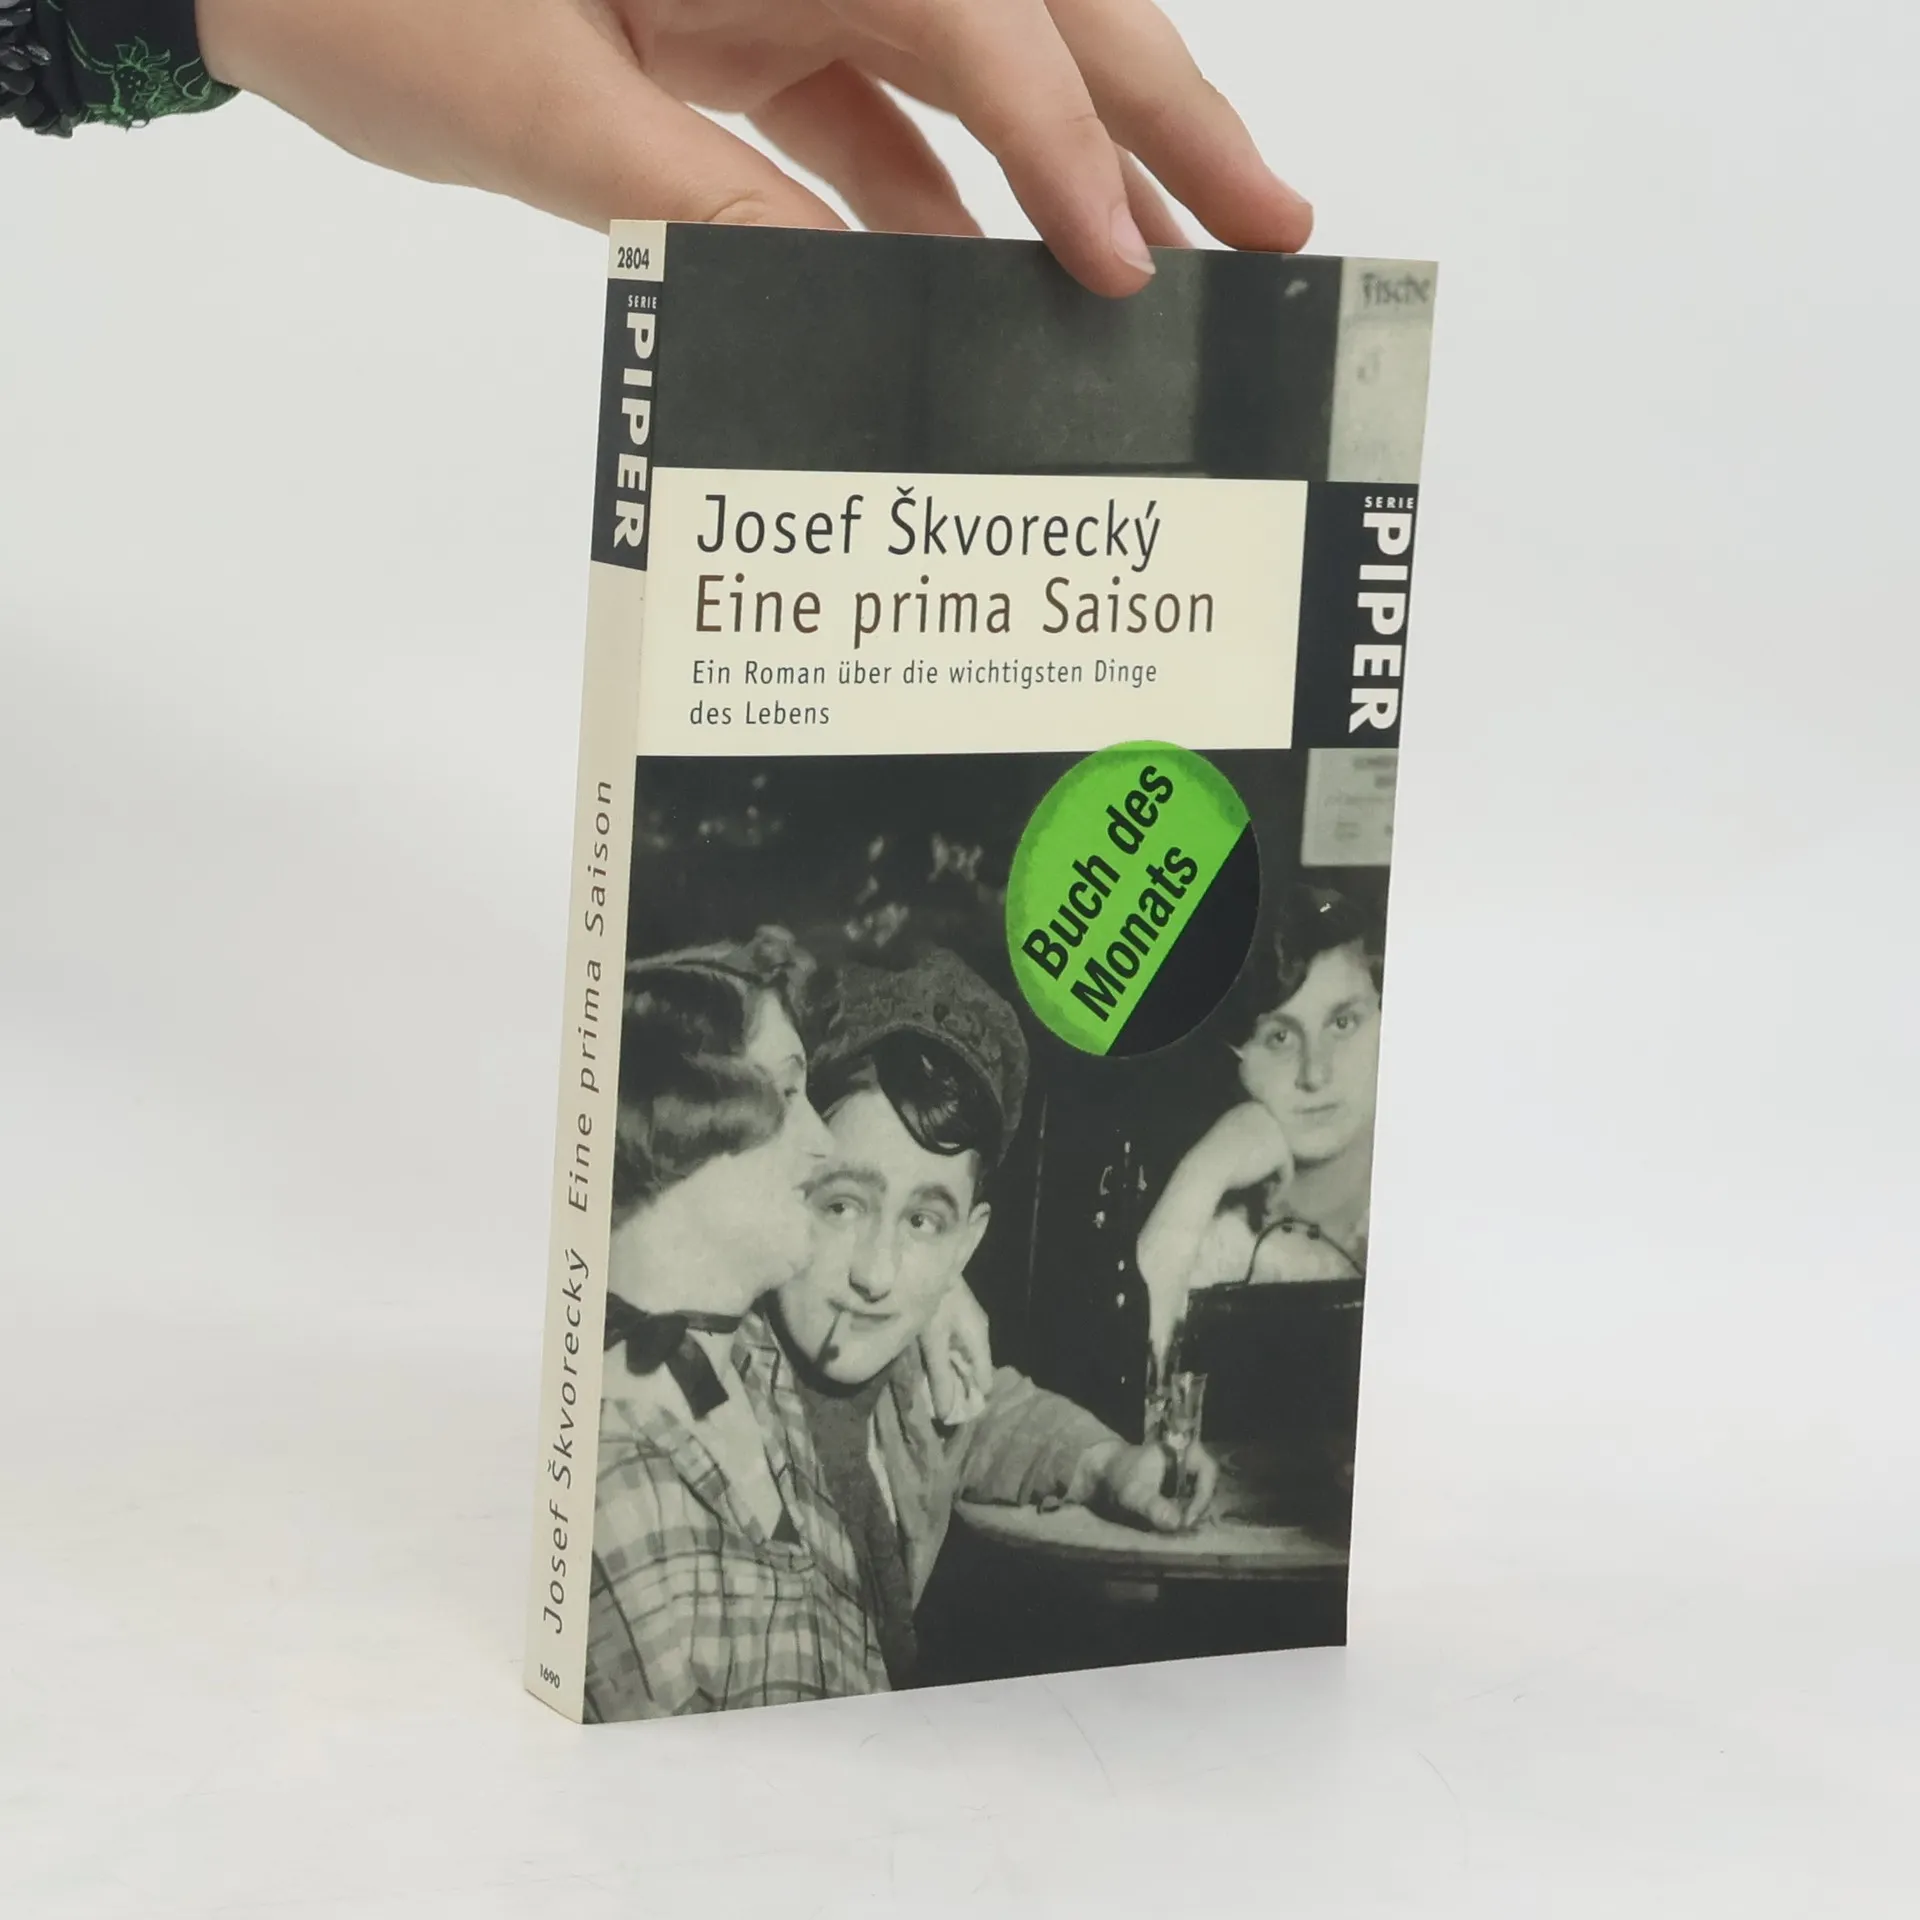 2804
SERIE
PIPER
Josef Škvorecký Eine prima Saison
1690
Fische
Josef Škvorecký
Eine prima Saison
Ein Roman über die wichtigsten Dinge
des Lebens
SERIE
PIPER
Buch des
Monats